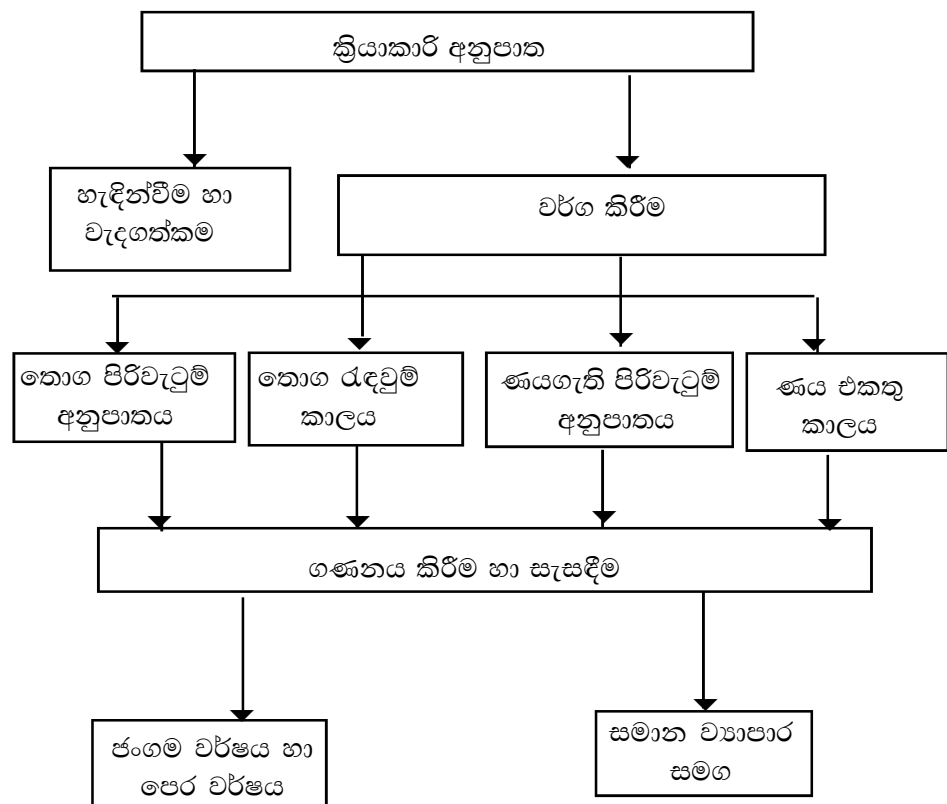 ක්‍රියාකාරි අනුපාත
හැඳින්වීම හා
වැදගත්කම
වර්ග කිරීම
තොග පිරිවැටුම්
අනුපාතය
තොග රැඳවුම්
කාලය
ණයගැති පිරිවැටුම්
අනුපාතය
ණය එකතු
කාලය
ගණනය කිරීම හා සැසඳීම
ජංගම වර්ෂය හා
පෙර වර්ෂය
සමාන ව්‍යාපාර
සමග